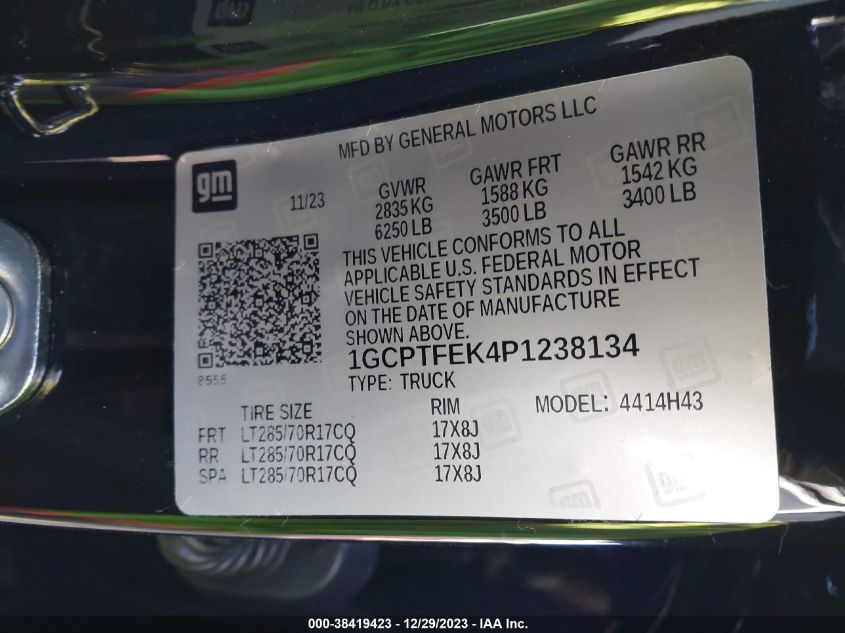 MFD BY GENERAL MOTORS LLC
gm
11/23
GVWR
2835 KG
6250 LB
GAWR FRT
1588 KG
3500 LB
GAWR RR
1542 KG
3400 LB
THIS VEHICLE CONFORMS TO ALL
APPLICABLE U.S. FEDERAL MOTOR
VEHICLE SAFETY STANDARDS IN EFFECT
ON THE DATE OF MANUFACTURE
SHOWN ABOVE.
1GCPTFEK4P1238134
TYPE: TRUCK
8555
TIRE SIZE RIM MODEL: 4414H43
FRT LT285/70R17CQ 17X8J
RR LT285/70R17CQ 17X8J
SPA LT285/70R17CQ 17X8J
gm
000-38419423 - 12/29/2023 - IAA Inc.